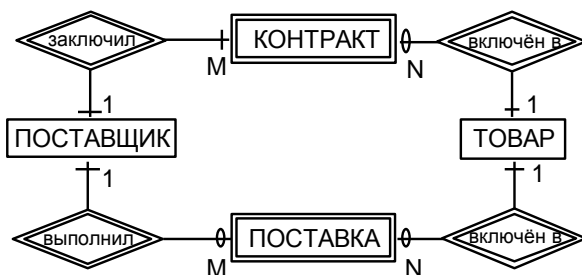 заключил
КОНТРАКТ
включён в
M
N
1
1
ПОСТАВЩИК
ТОВАР
1
1
выполнил
ПОСТАВКА
включён в
M
N